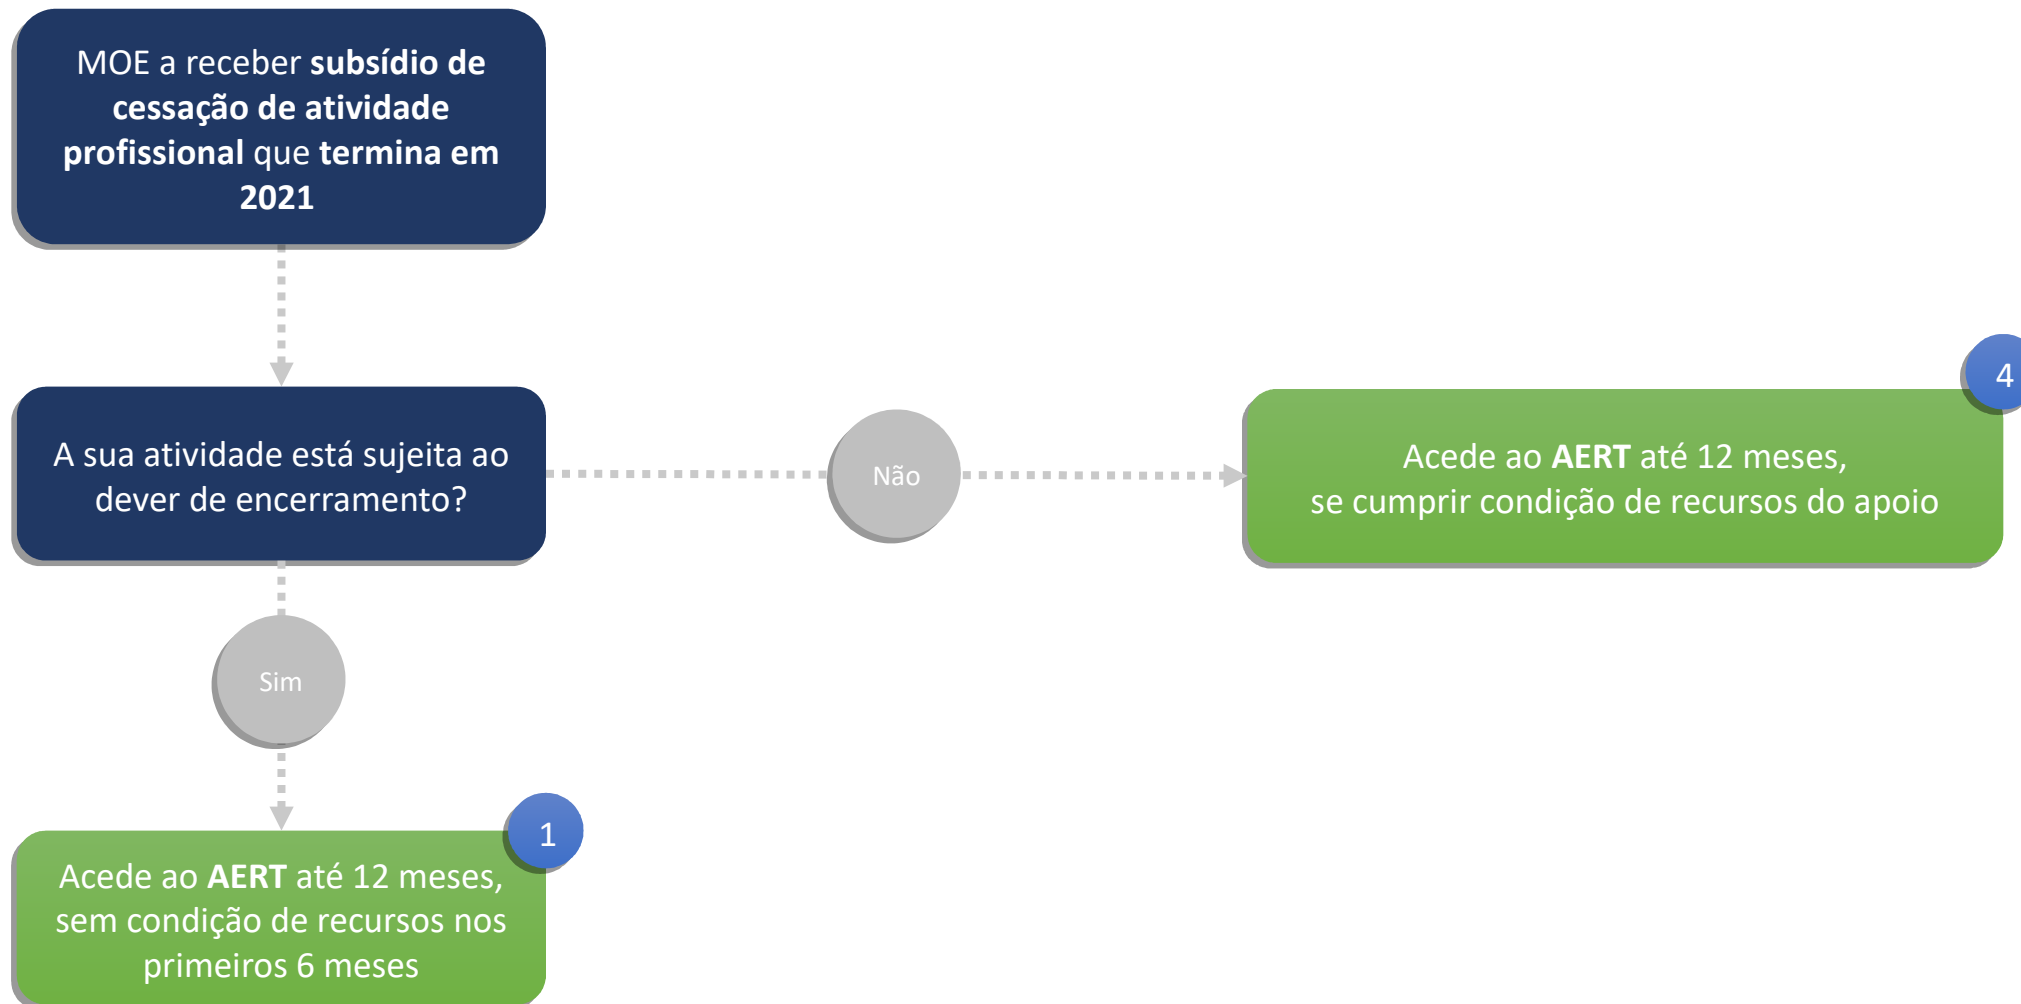 MOE a receber subsídio de
cessação de atividade
profissional que termina em
2021
A sua atividade está sujeita ao
dever de encerramento?
Não
4
Acede ao AERT até 12 meses,
se cumprir condição de recursos do apoio
Sim
1
Acede ao AERT até 12 meses,
sem condição de recursos nos
primeiros 6 meses